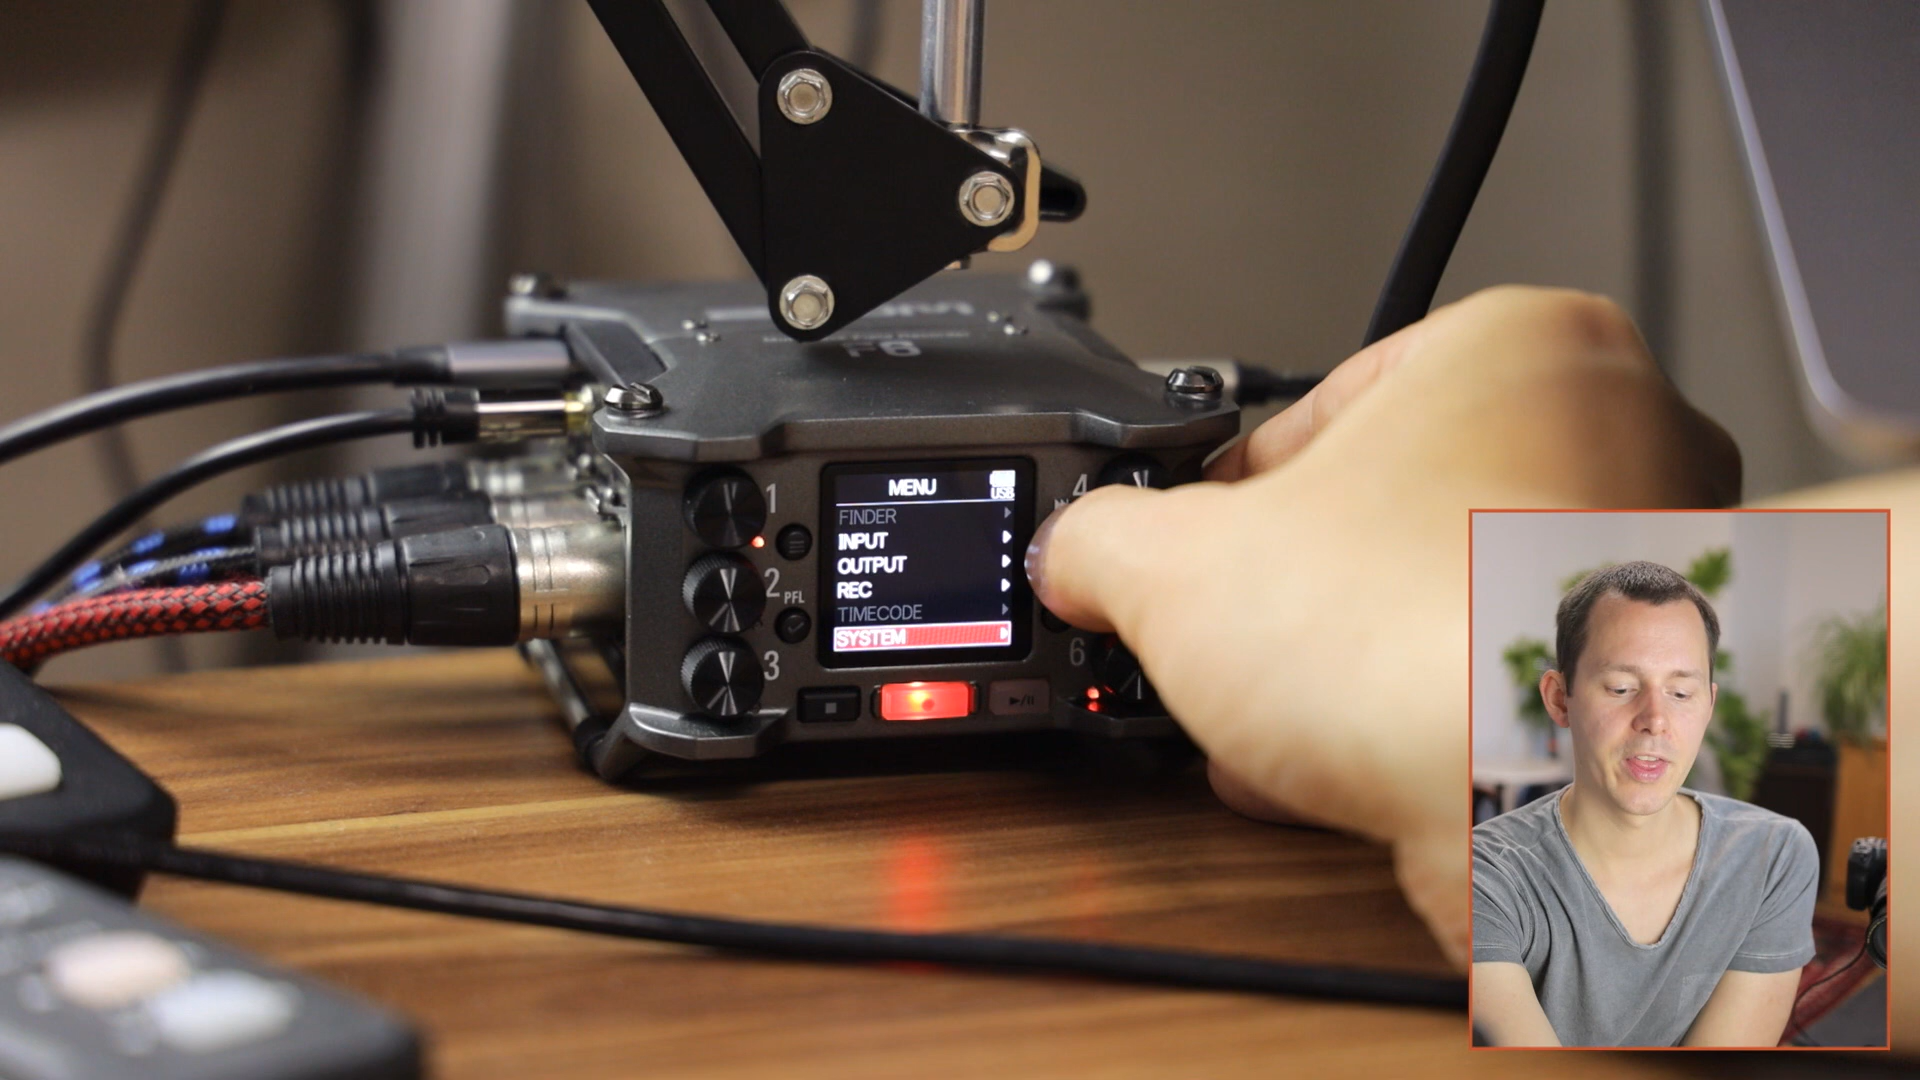 F6
MENU
USB
FINDER
INPUT
OUTPUT
REC
TIMECODE
SYSTEM
1
2
PFL
3
4
6